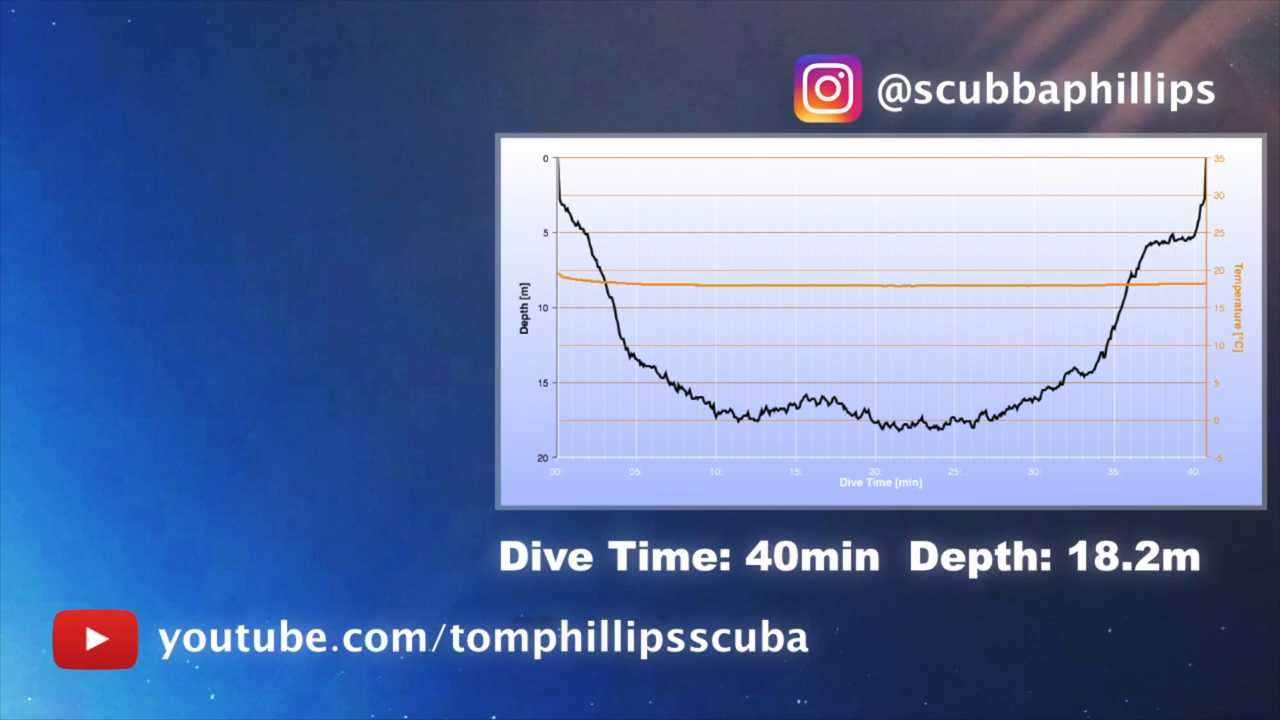 @scubbaphillips
0 35
30
5 25
20
Depth [m]
Temperature [°C]
10 15
10
15 5
0
20 -5
00: 05: 10: 15: 20: 25: 30: 35: 40:
Dive Time [min]
Dive Time: 40min Depth: 18.2m
youtube.com/tomphillipsscuba